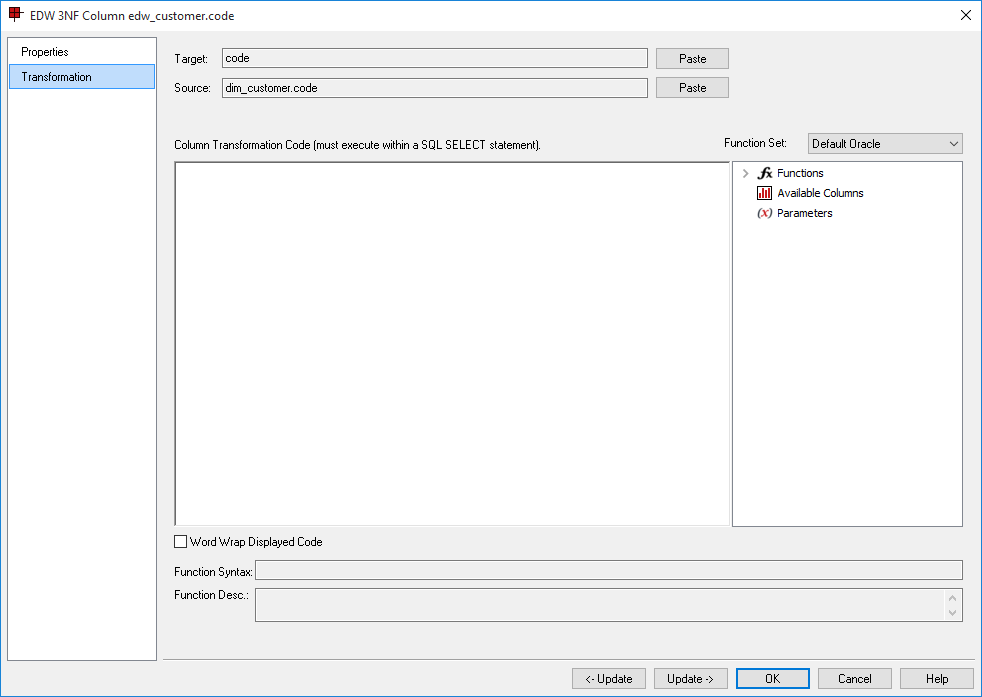 EDW 3NF Column edw_customer.code
Properties
Transformation
Target: code Paste
Source: dim_customer.code Paste
Column Transformation Code (must execute within a SQL SELECT statement). Function Set: Default Oracle
fx Functions
Available Columns
(x) Parameters
Word Wrap Displayed Code
Function Syntax:
Function Desc.:
<- Update Update -> OK Cancel Help